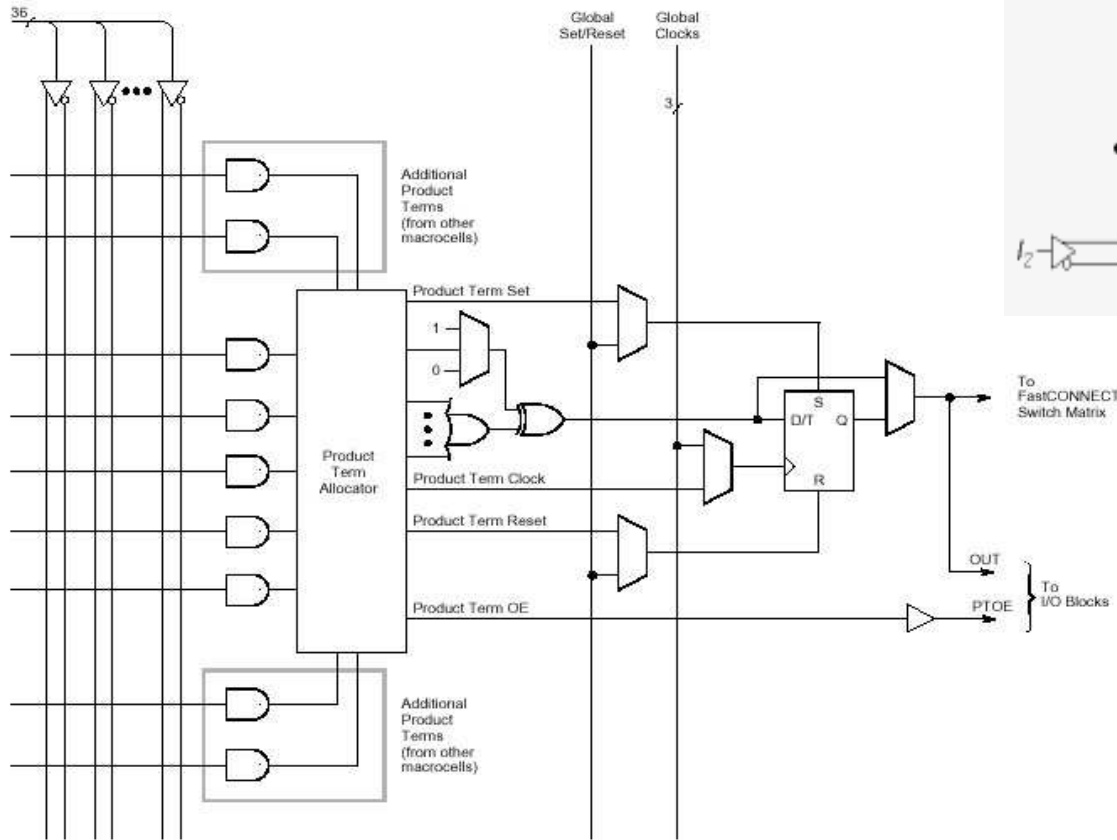 36
Global
Set/Reset
Global
Clocks
3
Additional
Product
Terms
(from other
macrocells)
I2
Product Term Set
1
0
To
FastCONNECT
Switch Matrix
S
D/T Q
R
Product
Term
Allocator
Product Term Clock
Product Term Reset
OUT
To
I/O Blocks
PTOE
Product Term OE
Additional
Product
Terms
(from other
macrocells)